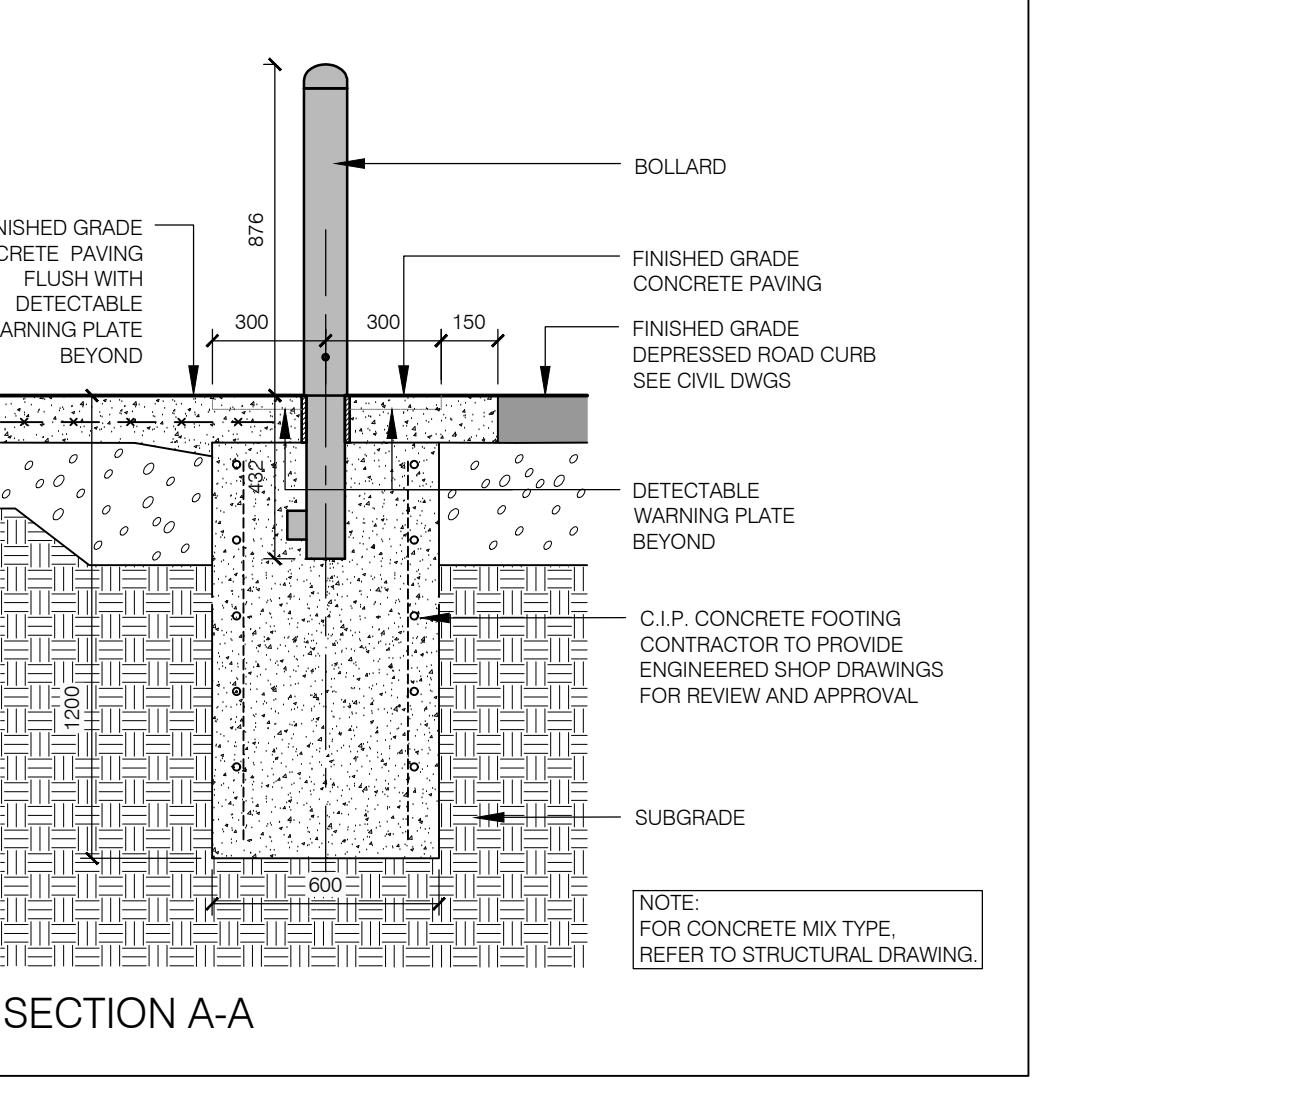 BOLLARD
876
NISHED GRADE
CRETE PAVING
FLUSH WITH
DETECTABLE
ARNING PLATE
BEYOND
FINISHED GRADE
CONCRETE PAVING
300
300
150
FINISHED GRADE
DEPRESSED ROAD CURB
SEE CIVIL DWGS
432
DETECTABLE
WARNING PLATE
BEYOND
C.I.P. CONCRETE FOOTING
CONTRACTOR TO PROVIDE
ENGINEERED SHOP DRAWINGS
FOR REVIEW AND APPROVAL
1200
SUBGRADE
600
NOTE:
FOR CONCRETE MIX TYPE,
REFER TO STRUCTURAL DRAWING.
SECTION A-A